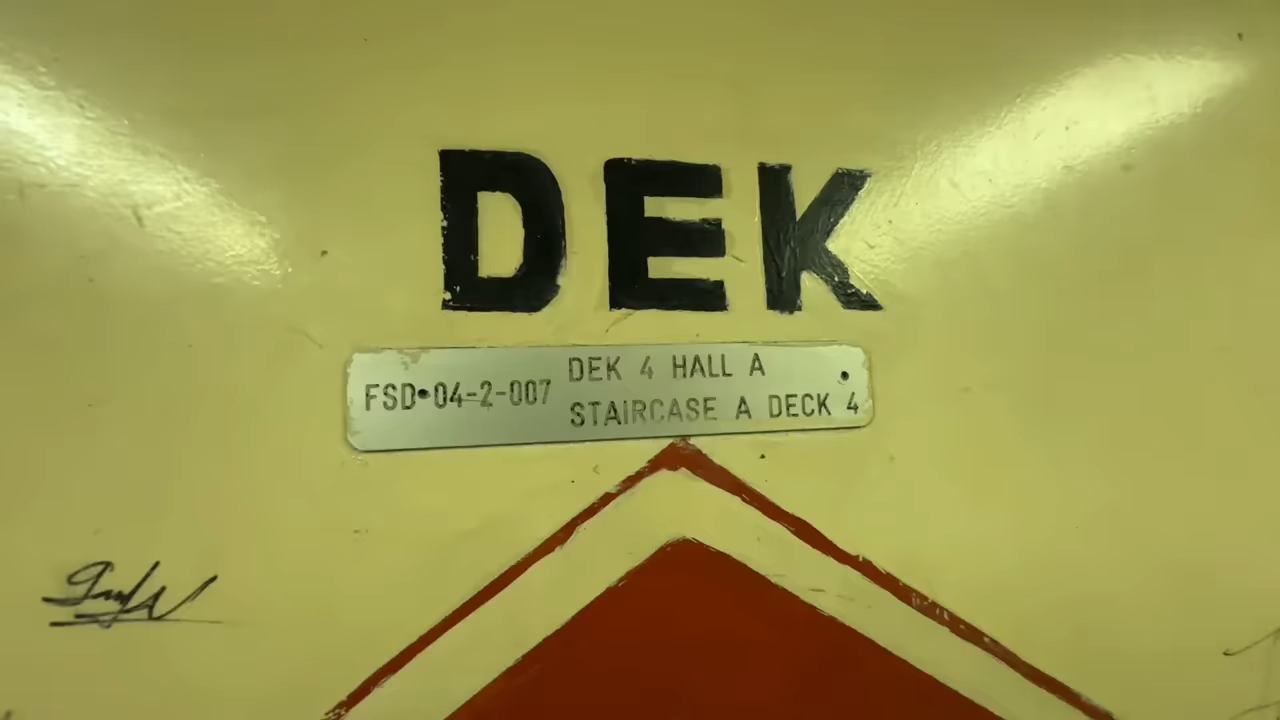 DEK
FSD•04-2-007
DEK 4 HALL A
STAIRCASE A DECK 4